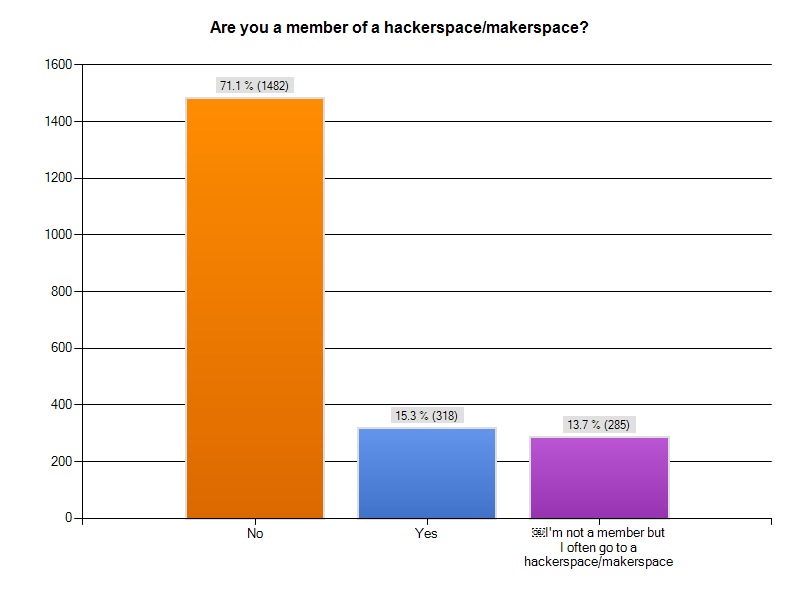 Are you a member of a hackerspace/makerspace?
1600
71.1 % (1482)
1400
1200
1000
800
600
400
15.3 % (318)
13.7 % (285)
200
0
No
Yes
I'm not a member but
I often go to a
hackerspace/makerspace